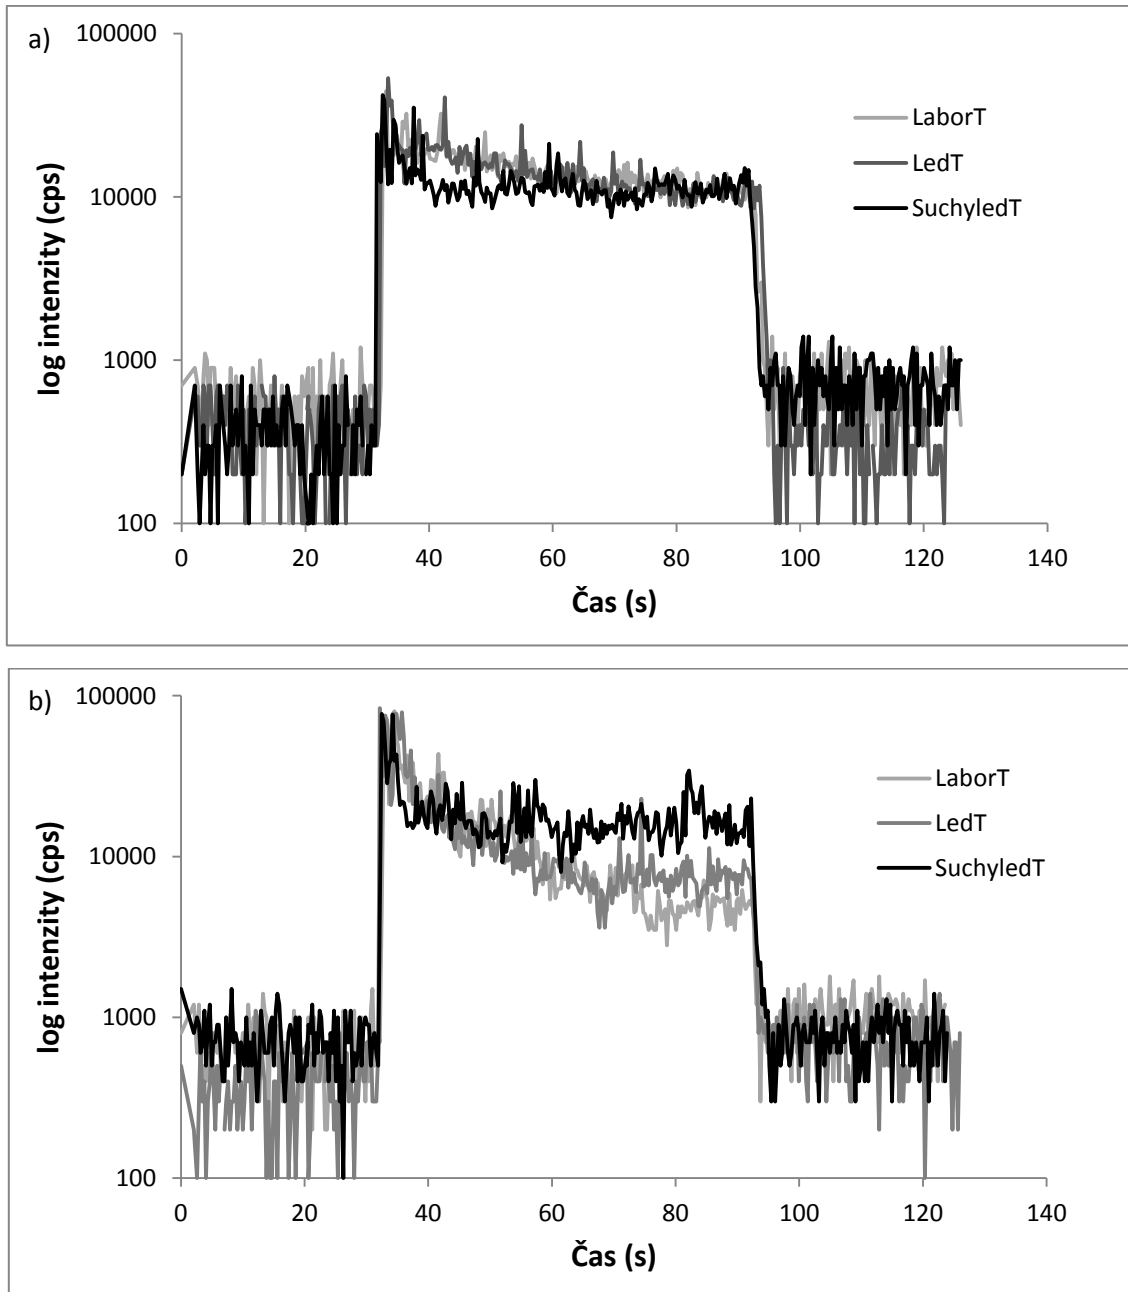 a)
100000
10000
1000
100
log intenzity (cps)
0 20 40 60 80 100 120 140
Čas (s)
LaborT
LedT
SuchyledT
b)
100000
10000
1000
100
log intenzity (cps)
0 20 40 60 80 100 120 140
Čas (s)
LaborT
LedT
SuchyledT